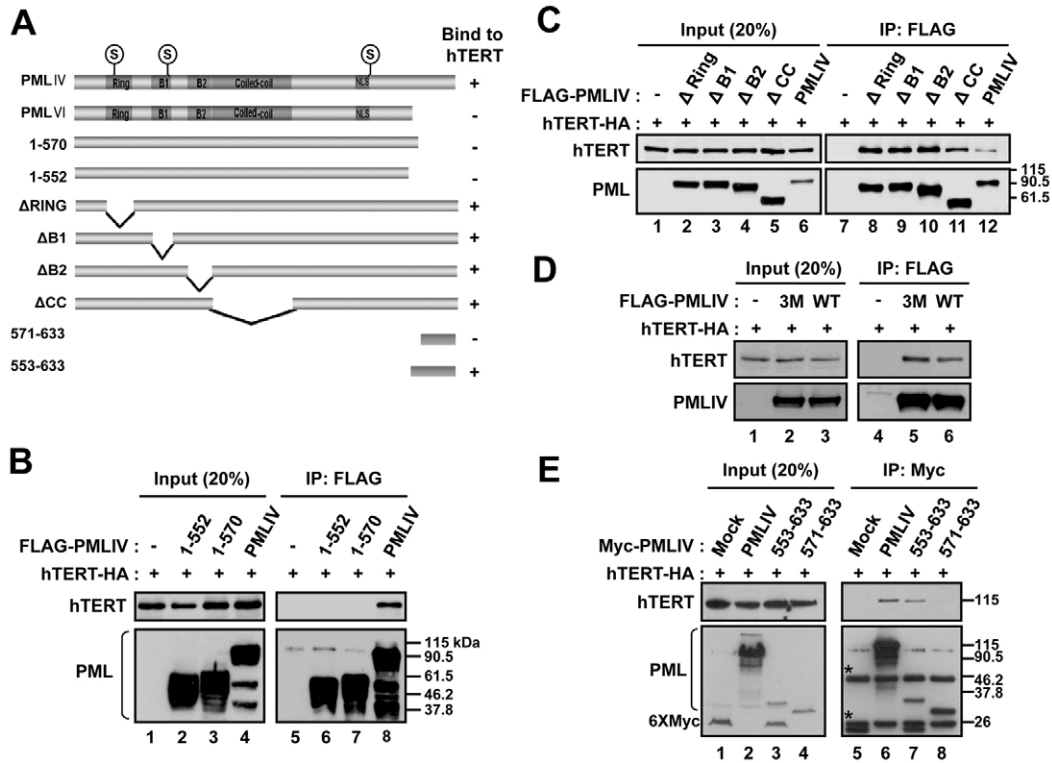 A
Bind to
hTERT
S S S
PMLIV Ring B1 B2 Coiled-coil NLS +
PMLVI Ring B1 B2 Coiled-coil NLS -
1-570 -
1-552 -
ΔRING +
ΔB1 +
ΔB2 +
ΔCC +
571-633 -
553-633 +
B
Input (20%) IP: FLAG
FLAG-PMLIV : - 1-552 1-570 PMLIV - 1-552 1-570 PMLIV
hTERT-HA : + + + + + + + +
hTERT
PML
115 kDa
90.5
61.5
46.2
37.8
1 2 3 4 5 6 7 8
C
Input (20%) IP: FLAG
FLAG-PMLIV : - Δ Ring Δ B1 Δ B2 Δ CC PMLIV - Δ Ring Δ B1 Δ B2 Δ CC PMLIV
hTERT-HA : + + + + + + + + + + + +
hTERT
PML
115
90.5
61.5
1 2 3 4 5 6 7 8 9 10 11 12
D
Input (20%) IP: FLAG
FLAG-PMLIV : - 3M WT - 3M WT
hTERT-HA : + + + + + +
hTERT
PMLIV
1 2 3 4 5 6
E
Input (20%) IP: Myc
Myc-PMLIV : Mock PMLIV 553-633 571-633 Mock PMLIV 553-633 571-633
hTERT-HA : + + + + + + + +
hTERT 115
PML
115
90.5
* 46.2
37.8
6XMyc * 26
1 2 3 4 5 6 7 8